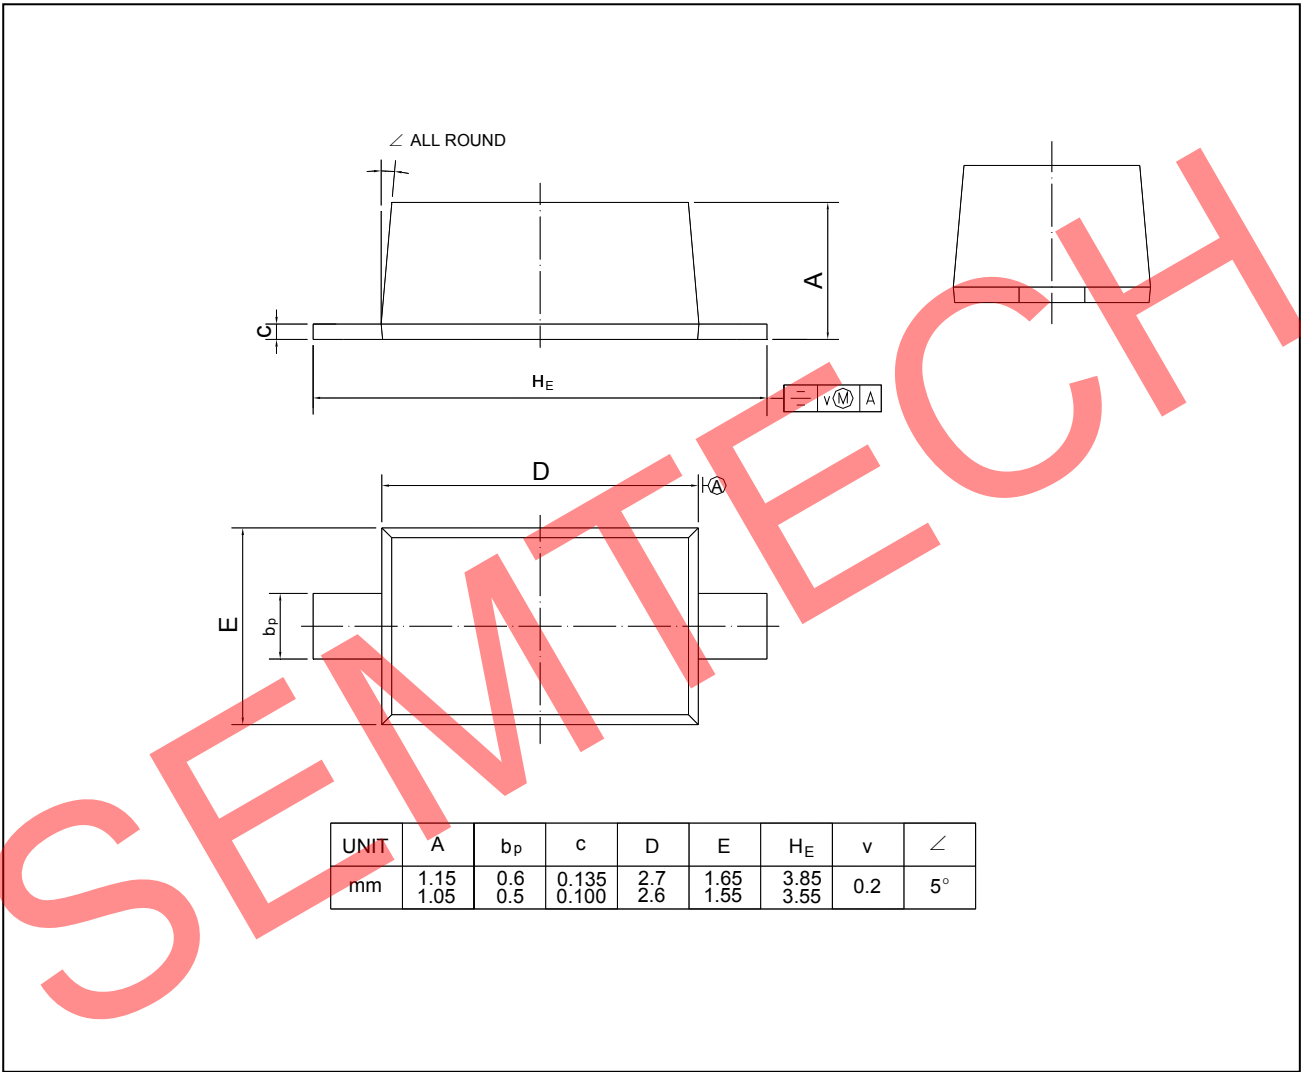 ∠ ALL ROUND
A
c
HE
v Ⓜ A
D
A
E
bp
UNIT A bp c D E HE v ∠
mm 1.15 0.6 0.135 2.7 1.65 3.85 0.2 5°
1.05 0.5 0.100 2.6 1.55 3.55
SEMTECH